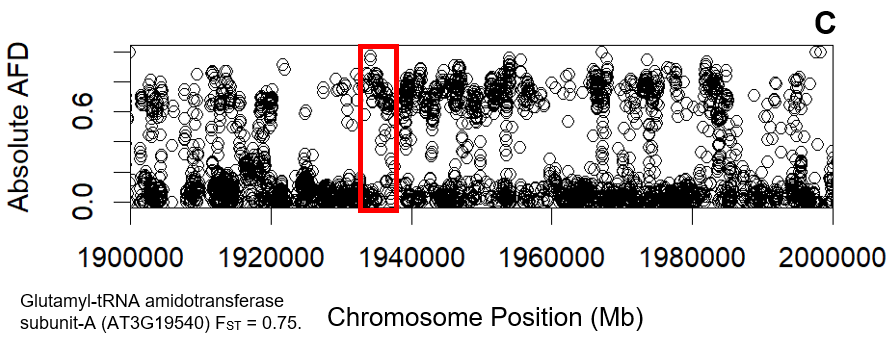 C
Absolute AFD
0.6
0.0
1900000 1920000 1940000 1960000 1980000 2000000
Glutamyl-tRNA amidotransferase
subunit-A (AT3G19540) FST = 0.75.
Chromosome Position (Mb)